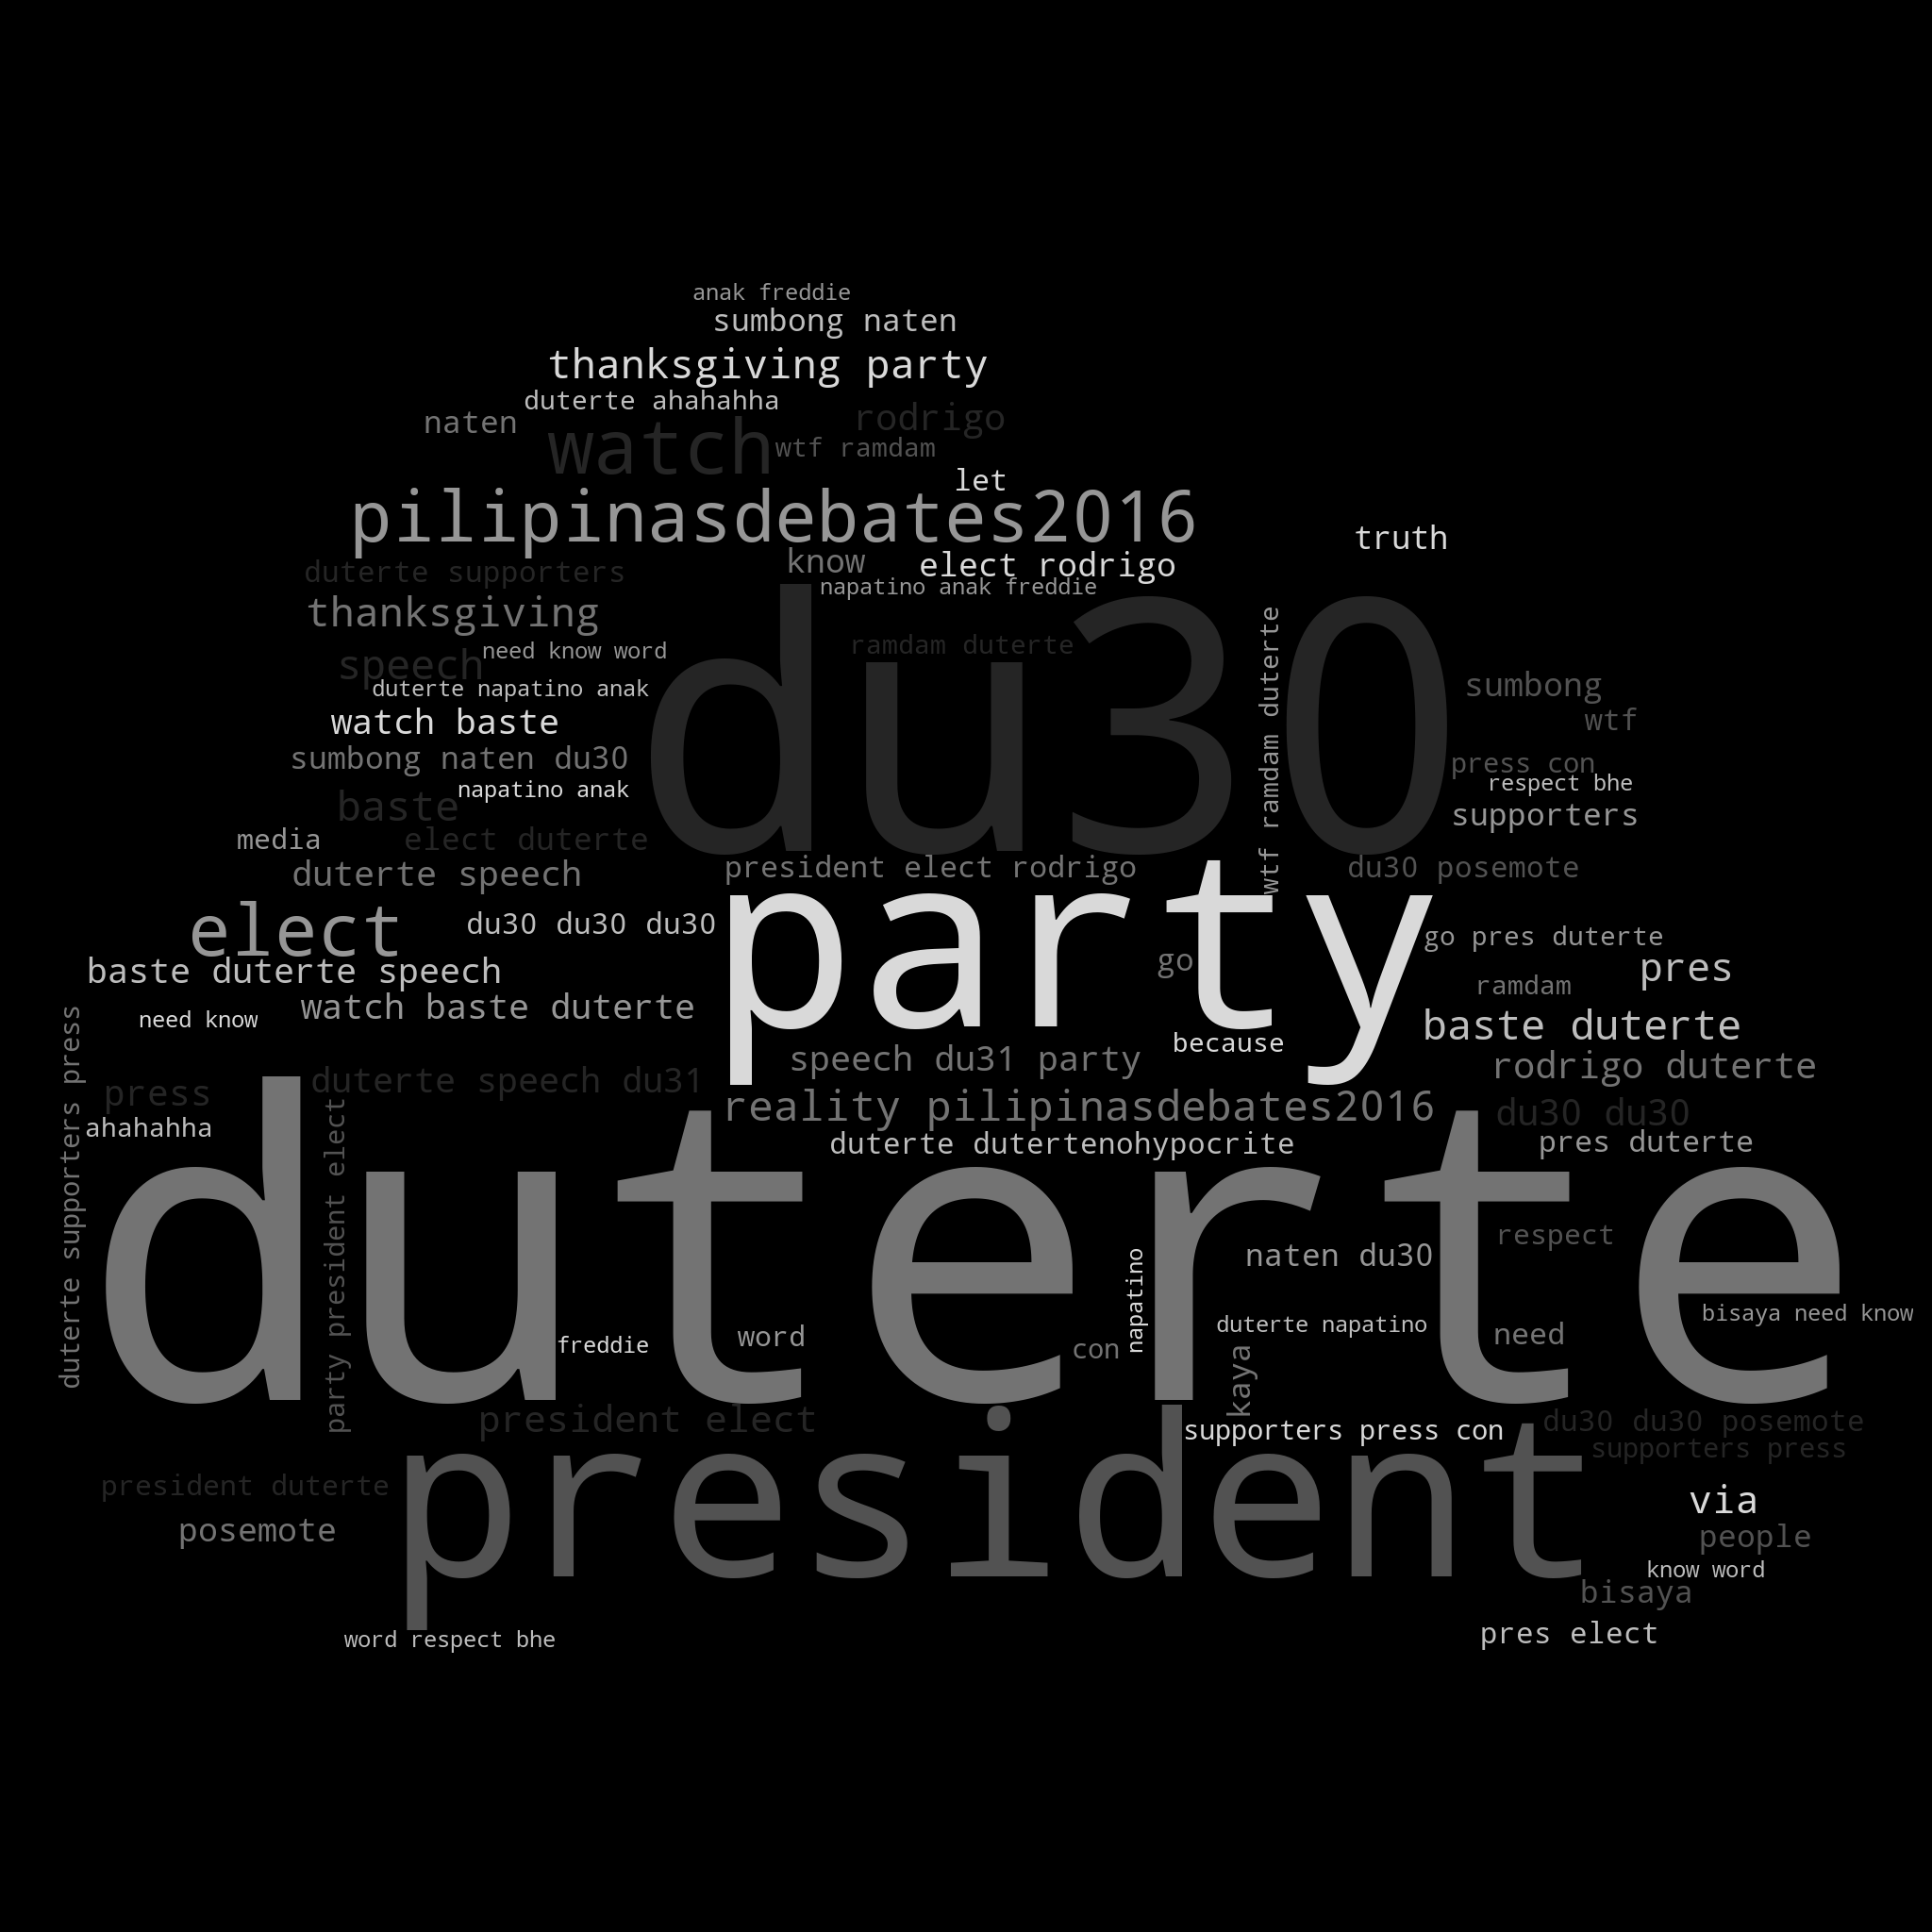 anak freddie
sumbong naten
thanksgiving party
duterte ahahahha
naten
rodrigo
watch
wtf ramdam
let
pilipinasdebates2016
truth
know
elect rodrigo
duterte supporters
napatino anak freddie
thanksgiving
du30
ramdam duterte
wtf ramdam duterte
need know word
speech
duterte napatino anak
sumbong
watch baste
wtf
sumbong naten du30
press con
napatino anak
respect bhe
baste
supporters
media
elect duterte
duterte speech
president elect rodrigo
du30 posemote
party
elect
du30 du30 du30
go pres duterte
go
pres
baste duterte speech
ramdam
watch baste duterte
need know
baste duterte
because
speech du31 party
rodrigo duterte
duterte supporters press
press
duterte speech du31
reality pilipinasdebates2016
du30 du30
ahahahha
duterte dutertenohypocrite
pres duterte
party president elect
duterte
respect
naten du30
napatino
bisaya need know
duterte napatino
word
need
freddie
con
kaya
president elect
supporters press con
du30 du30 posemote
supporters press
president
president duterte
via
posemote
people
know word
bisaya
pres elect
word respect bhe